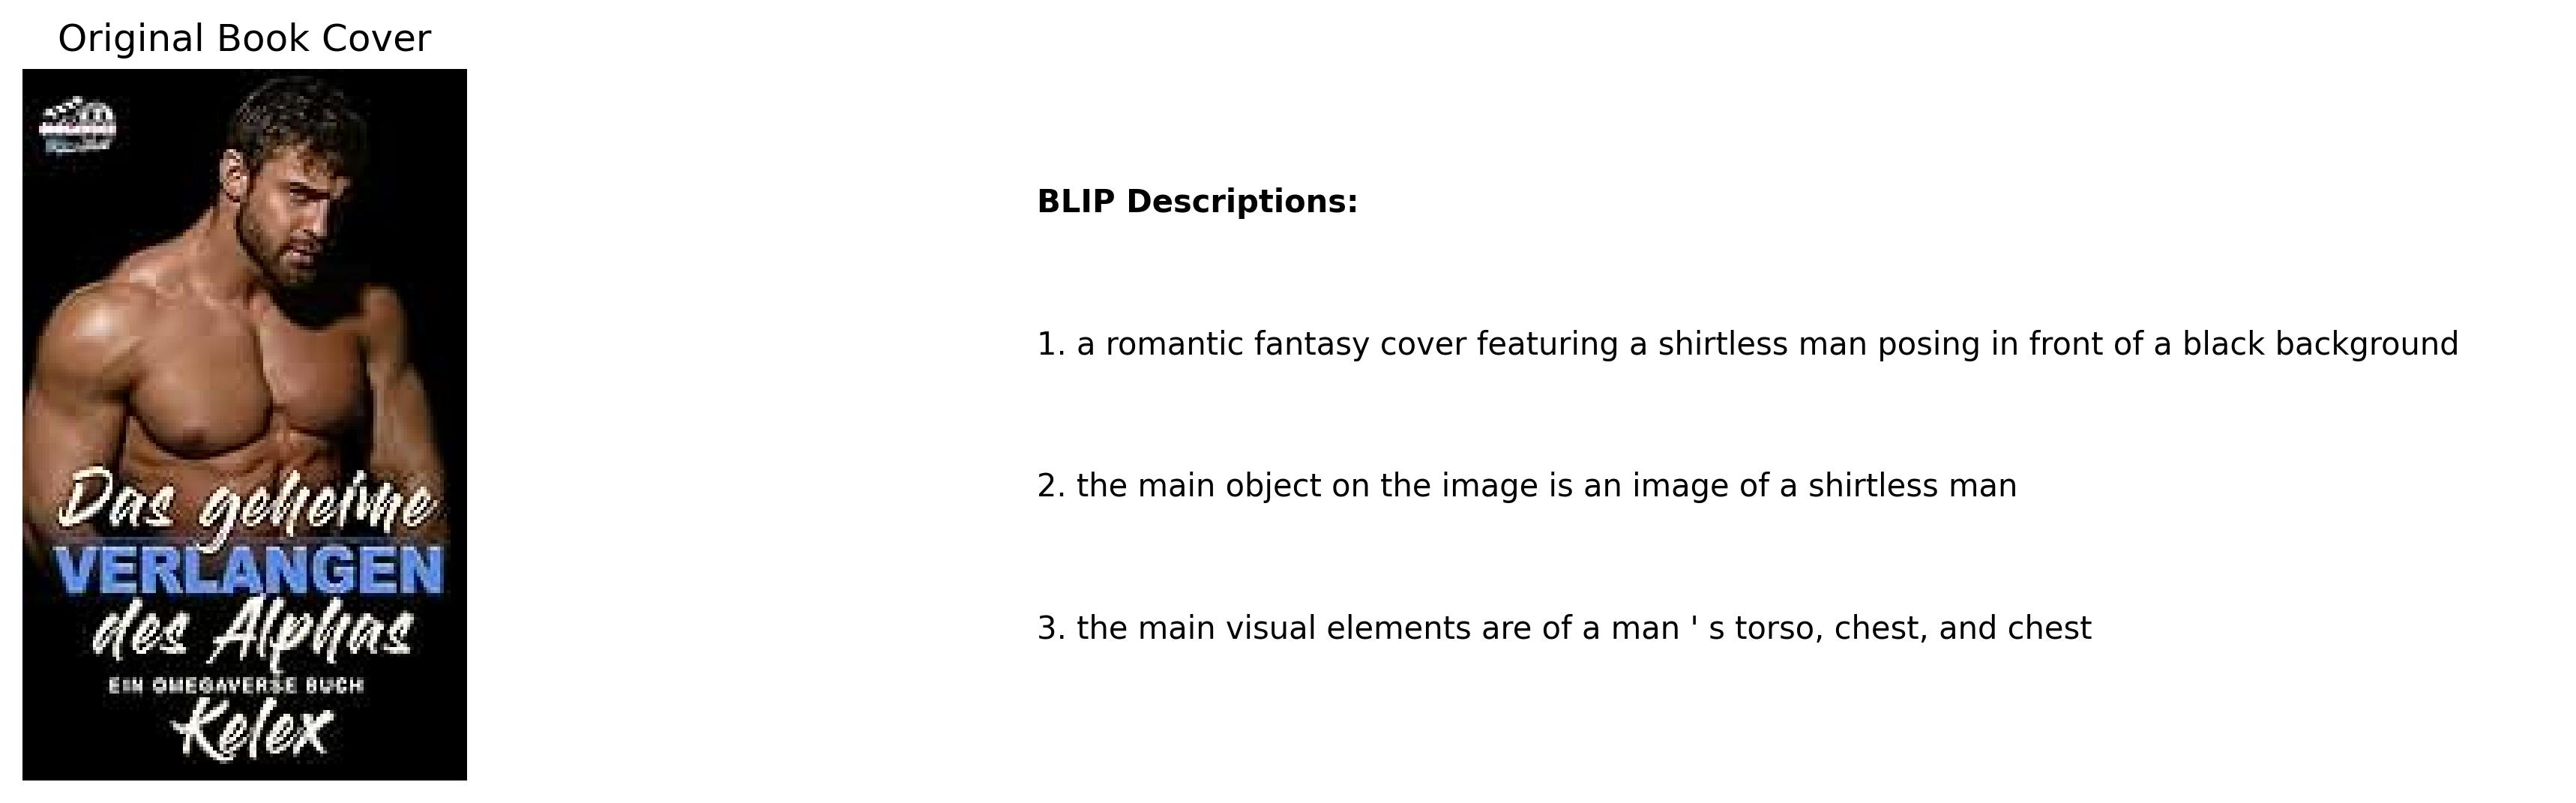 Original Book Cover
Das geheime
VERLANGEN
des Alphas
EIN OMEGAVERSE BUCH
Kelex
BLIP Descriptions:
1. a romantic fantasy cover featuring a shirtless man posing in front of a black background
2. the main object on the image is an image of a shirtless man
3. the main visual elements are of a man ' s torso, chest, and chest